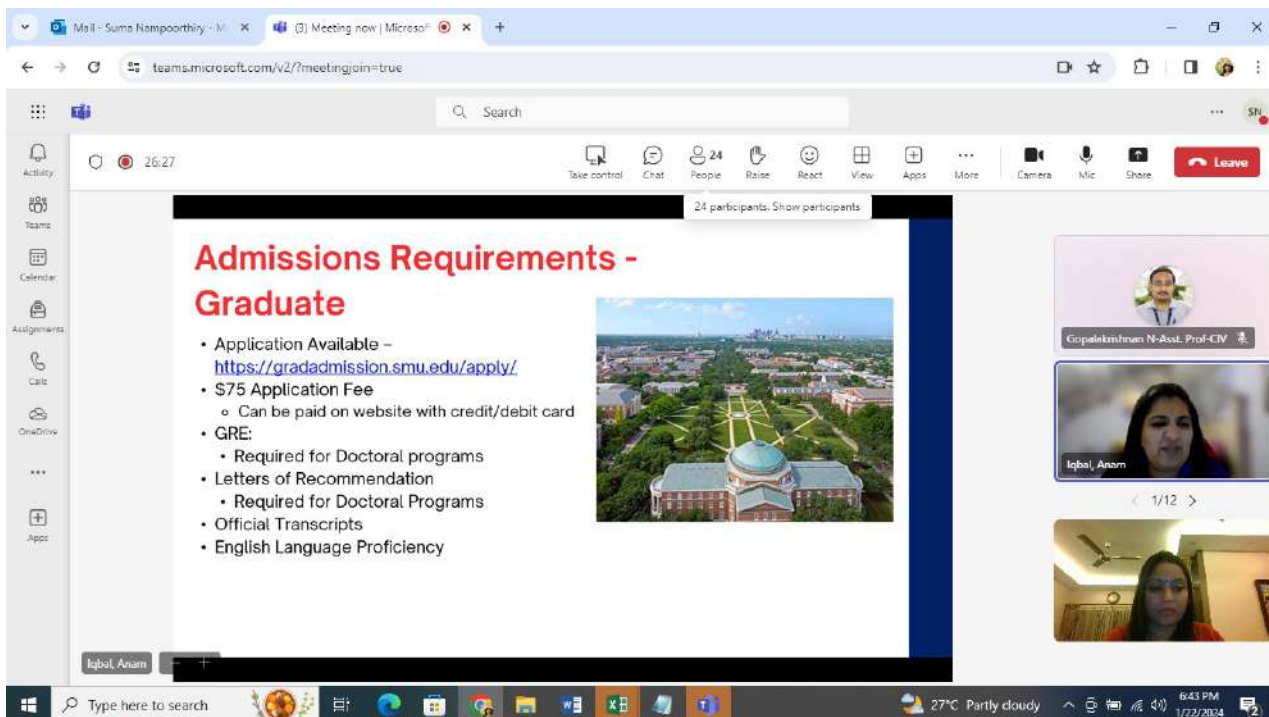 Mail - Suma Nampoorthiry - M
(3) Meeting now | Microsof
teams.microsoft.com/v2/?meetingjoin=true
Search
SN
26:27
Take control
Chat
24
People
Raise
React
View
Apps
More
Camera
Mic
Share
Leave
24 participants. Show participants
Activity
Teams
Calendar
Assignments
Calls
OneDrive
Apps
Admissions Requirements -
Graduate
• Application Available –
https://gradadmission.smu.edu/apply/
• $75 Application Fee
Can be paid on website with credit/debit card
• GRE:
• Required for Doctoral programs
• Letters of Recommendation
• Required for Doctoral Programs
• Official Transcripts
• English Language Proficiency
Gopalakrishnan N-Asst. Prof-CIV
Iqbal, Anam
1/12
Iqbal, Anam
Type here to search
27°C Partly cloudy
6:43 PM
1/22/2024
2